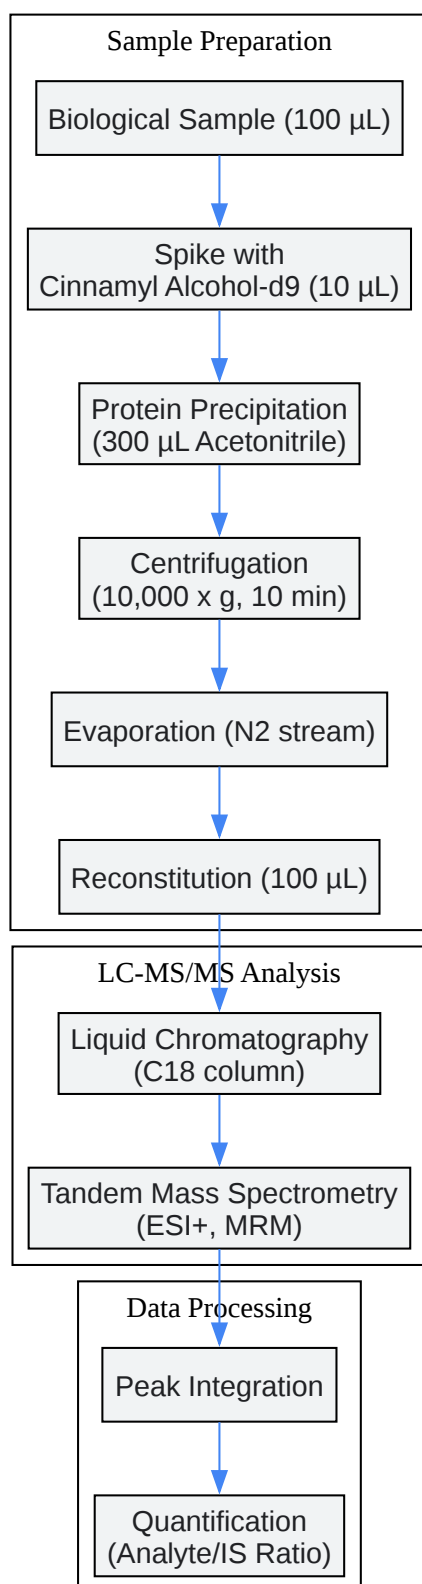 Sample Preparation
Biological Sample (100 µL)
Spike with
Cinnamyl Alcohol-d9 (10 µL)
Protein Precipitation
(300 µL Acetonitrile)
Centrifugation
(10,000 x g, 10 min)
Evaporation (N2 stream)
Reconstitution (100 µL)
LC-MS/MS Analysis
Liquid Chromatography
(C18 column)
Tandem Mass Spectrometry
(ESI+, MRM)
Data Processing
Peak Integration
Quantification
(Analyte/IS Ratio)